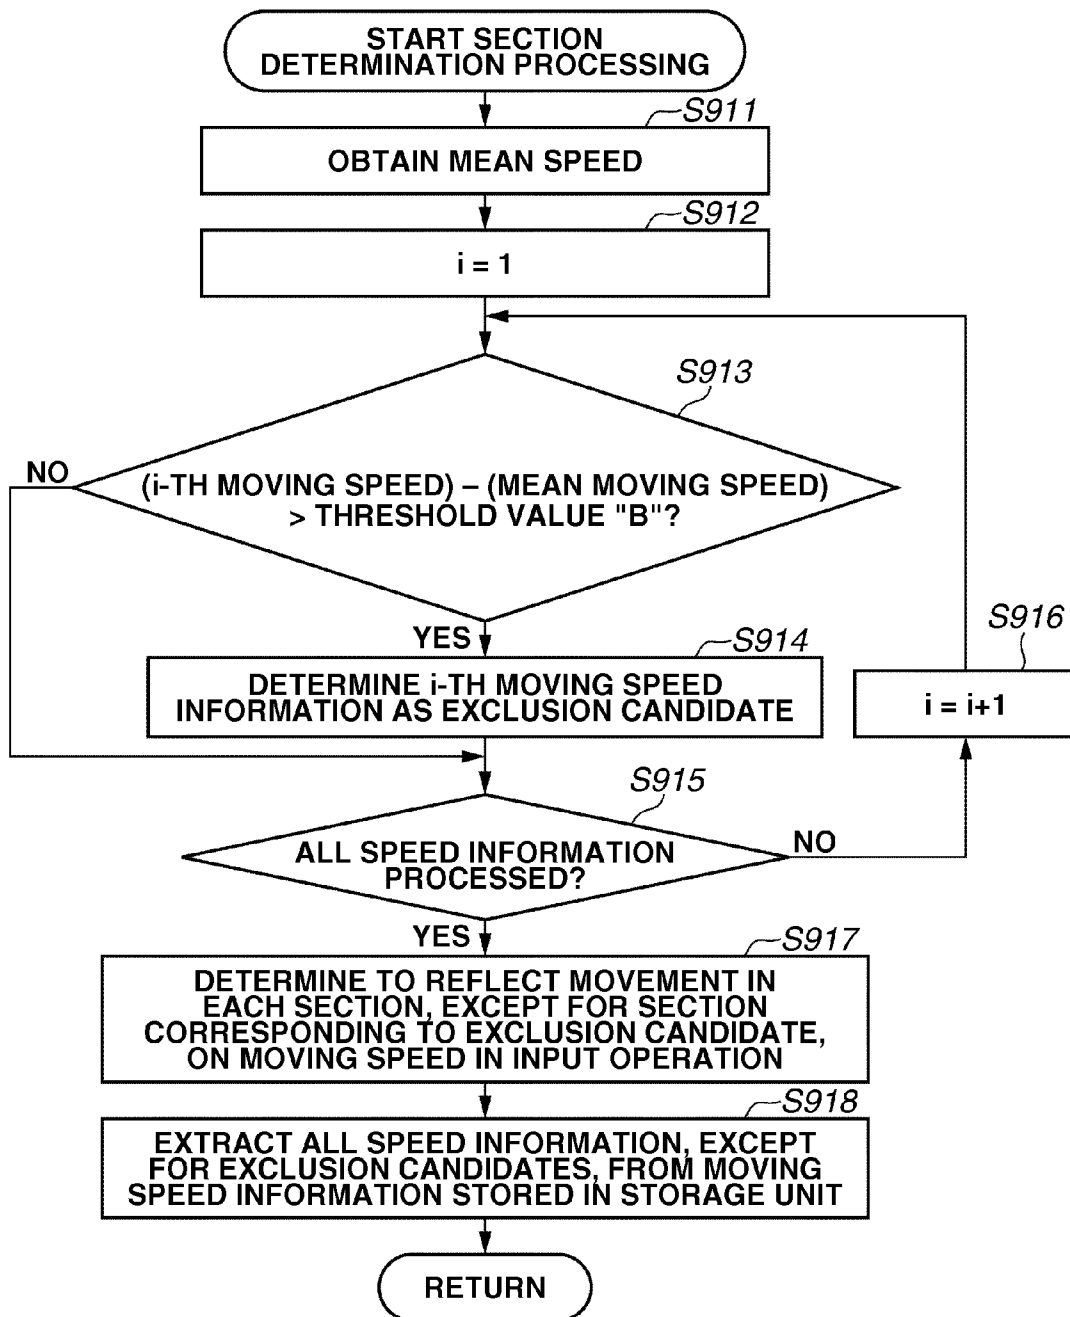 START SECTION
DETERMINATION PROCESSING
S911
OBTAIN MEAN SPEED
S912
i = 1
S913
NO
(i-TH MOVING SPEED) – (MEAN MOVING SPEED)
> THRESHOLD VALUE "B"?
YES
S914
DETERMINE i-TH MOVING SPEED
INFORMATION AS EXCLUSION CANDIDATE
S916
i = i+1
S915
ALL SPEED INFORMATION
PROCESSED?
NO
YES
S917
DETERMINE TO REFLECT MOVEMENT IN
EACH SECTION, EXCEPT FOR SECTION
CORRESPONDING TO EXCLUSION CANDIDATE,
ON MOVING SPEED IN INPUT OPERATION
S918
EXTRACT ALL SPEED INFORMATION, EXCEPT
FOR EXCLUSION CANDIDATES, FROM MOVING
SPEED INFORMATION STORED IN STORAGE UNIT
RETURN